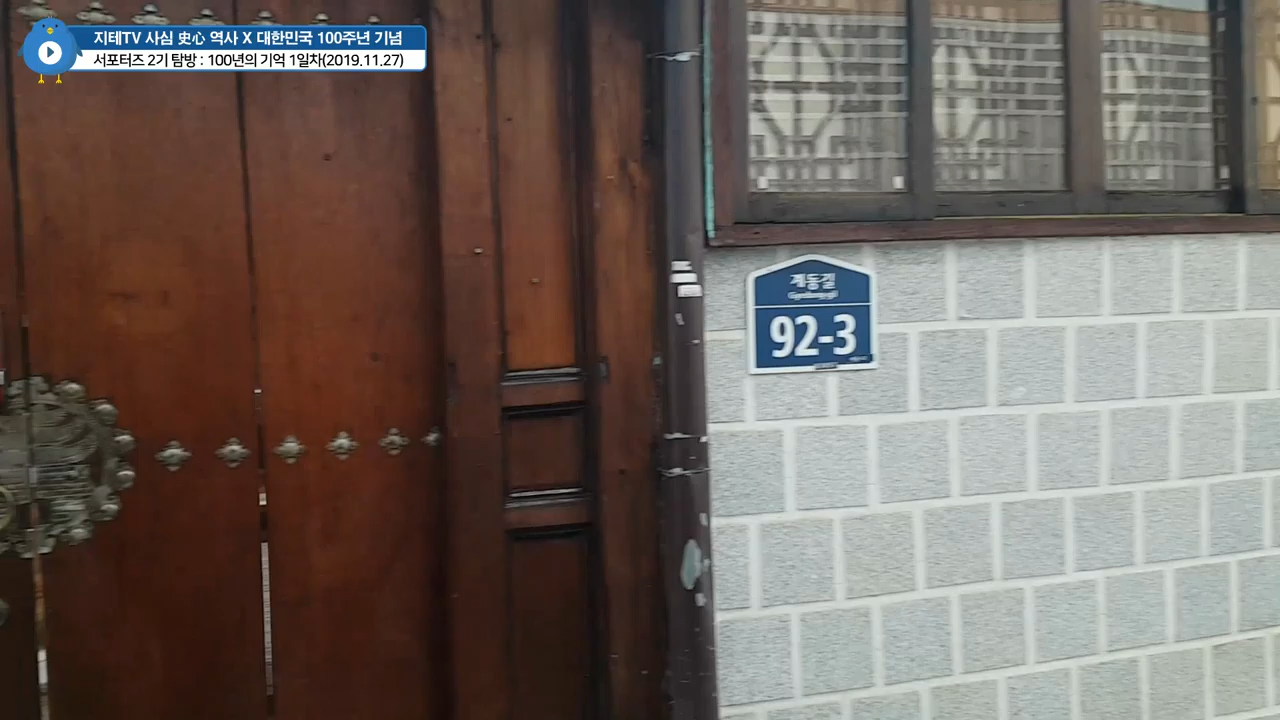 지테TV 사심 史心 역사 X 대한민국 100주년 기념
서포터즈 2기 탐방 : 100년의 기억 1일차(2019.11.27)
계동길
Gyedong-gil
92-3